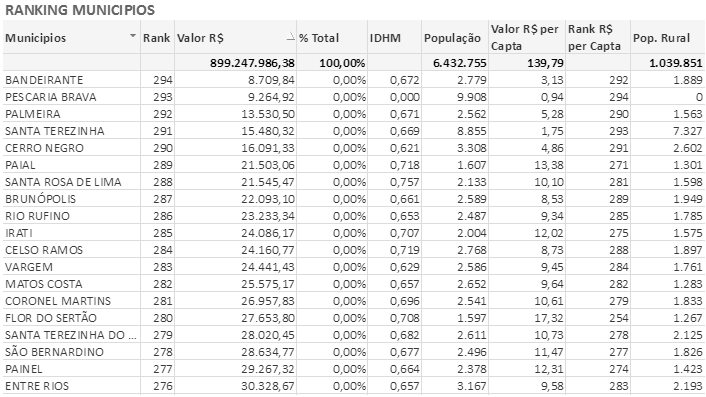 RANKING MUNICIPIOS
Municipios Rank Valor R$ % Total IDHM População Valor R$ per Capta Rank R$ per Capta Pop. Rural
899.247.986,38 100,00% 6.432.755 139,79 1.039.851
BANDEIRANTE 294 8.709,84 0,00% 0,672 2.779 3,13 292 1.889
PESCARIA BRAVA 293 9.264,92 0,00% 0,000 9.908 0,94 294 0
PALMEIRA 292 13.530,50 0,00% 0,671 2.562 5,28 290 1.563
SANTA TEREZINHA 291 15.480,32 0,00% 0,669 8.855 1,75 293 7.327
CERRO NEGRO 290 16.091,33 0,00% 0,621 3.308 4,86 291 2.602
PAIAL 289 21.503,06 0,00% 0,718 1.607 13,38 271 1.301
SANTA ROSA DE LIMA 288 21.545,47 0,00% 0,757 2.133 10,10 281 1.598
BRUNÓPOLIS 287 22.093,10 0,00% 0,661 2.589 8,53 289 1.949
RIO RUFINO 286 23.233,34 0,00% 0,653 2.487 9,34 285 1.785
IRATI 285 24.086,17 0,00% 0,707 2.004 12,02 275 1.575
CELSO RAMOS 284 24.160,77 0,00% 0,719 2.768 8,73 288 1.897
VARGEM 283 24.441,43 0,00% 0,629 2.586 9,45 284 1.761
MATOS COSTA 282 25.575,17 0,00% 0,657 2.652 9,64 282 1.283
CORONEL MARTINS 281 26.957,83 0,00% 0,696 2.541 10,61 279 1.833
FLOR DO SERTÃO 280 27.653,80 0,00% 0,708 1.597 17,32 254 1.267
SANTA TEREZINHA DO ... 279 28.020,45 0,00% 0,682 2.611 10,73 278 2.125
SÃO BERNARDINO 278 28.634,77 0,00% 0,677 2.496 11,47 277 1.826
PAINEL 277 29.267,32 0,00% 0,664 2.378 12,31 274 1.423
ENTRE RIOS 276 30.328,67 0,00% 0,657 3.167 9,58 283 2.193